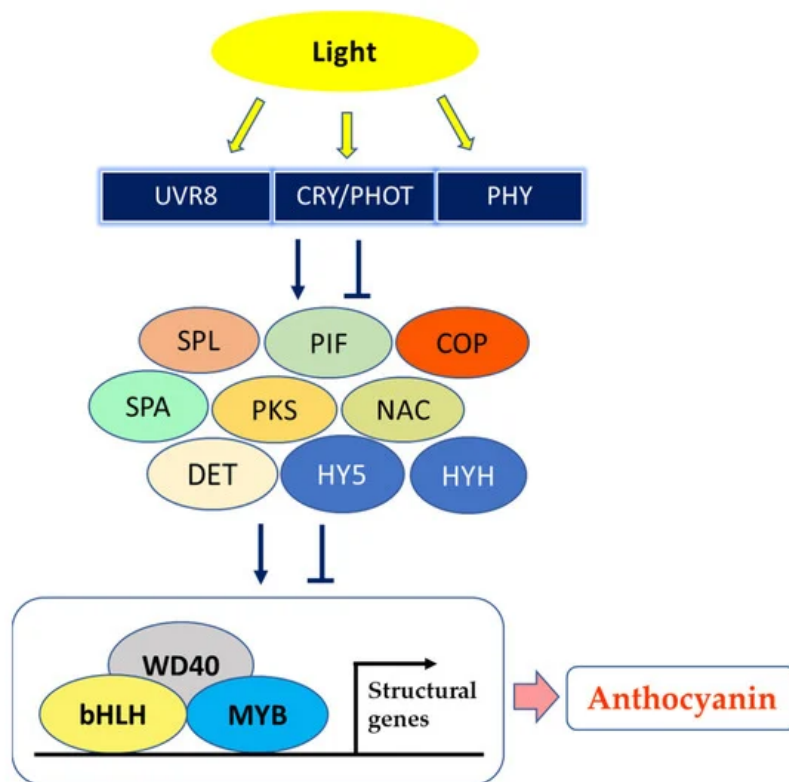 Light
UVR8 CRY/PHOT PHY
SPL PIF COP
SPA PKS NAC
DET HY5 HYH
WD40
bHLH MYB
Structural
genes
Anthocyanin